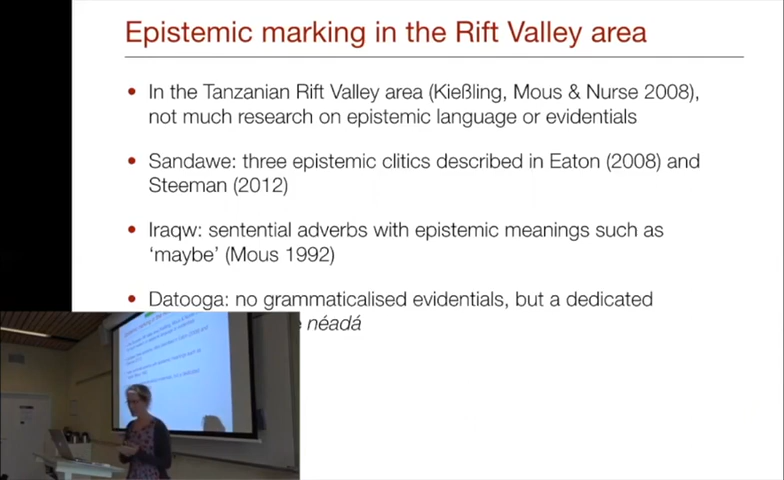 Epistemic marking in the Rift Valley area
• In the Tanzanian Rift Valley area (Kießling, Mous & Nurse 2008),
not much research on epistemic language or evidentials
• Sandawe: three epistemic clitics described in Eaton (2008) and
Steeman (2012)
• Iraqw: sentential adverbs with epistemic meanings such as
‘maybe’ (Mous 1992)
• Datooga: no grammaticalised evidentials, but a dedicated
néadá